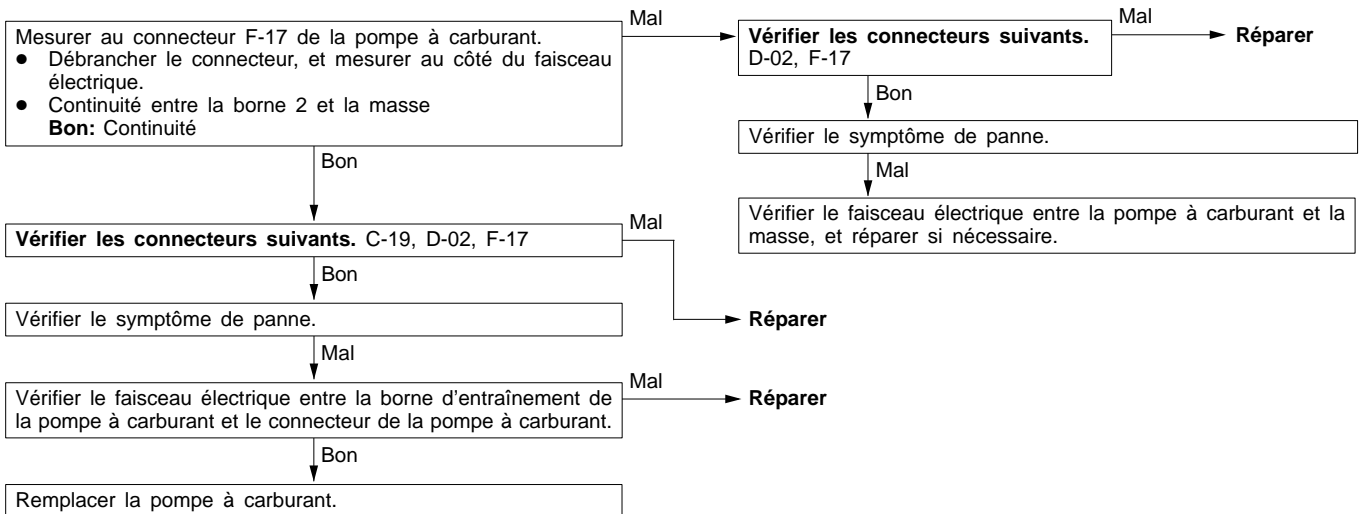 Mesurer au connecteur F-17 de la pompe à carburant.
● Débrancher le connecteur, et mesurer au côté du faisceau
électrique.
● Continuité entre la borne 2 et la masse
Bon: Continuité
Mal
Vérifier les connecteurs suivants.
D-02, F-17
Mal
Réparer
Bon
Vérifier le symptôme de panne.
Mal
Vérifier le faisceau électrique entre la pompe à carburant et la
masse, et réparer si nécessaire.
Bon
Vérifier les connecteurs suivants. C-19, D-02, F-17
Mal
Réparer
Bon
Vérifier le symptôme de panne.
Mal
Vérifier le faisceau électrique entre la borne d'entraînement de
la pompe à carburant et le connecteur de la pompe à carburant.
Mal
Réparer
Bon
Remplacer la pompe à carburant.